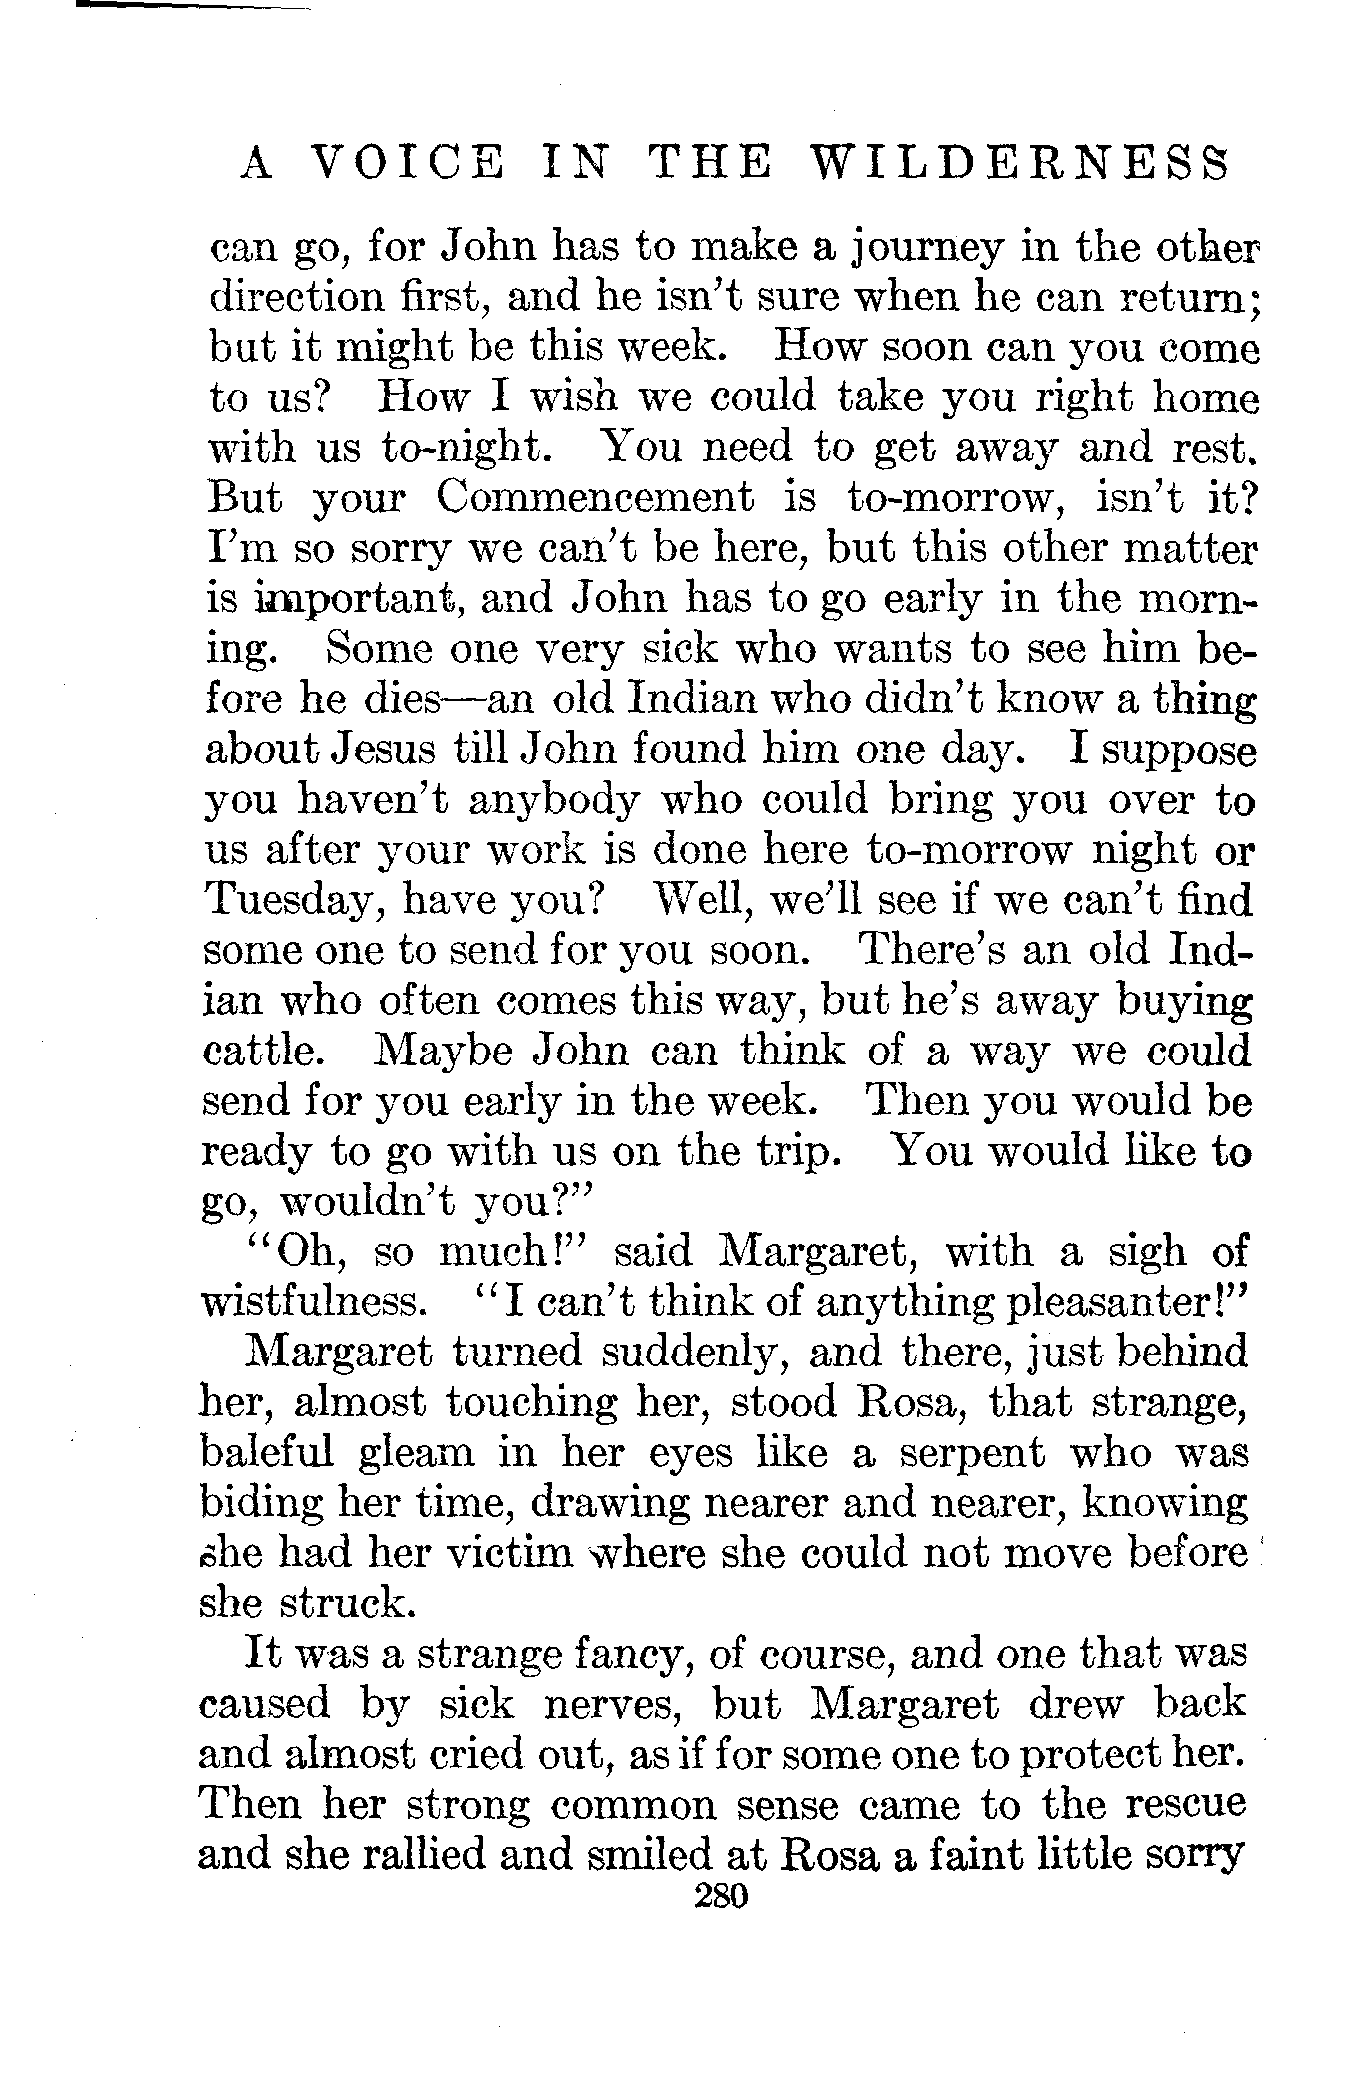 A VOICE IN THE WILDERNESS
can go, for John has to make a journey in the other
direction first, and he isn't sure when he can return;
but it might be this week. How soon can you come
to us? How I wish we could take you right home
with us to-night. You need to get away and rest.
But your Commencement is to-morrow, isn't it?
I'm so sorry we can't be here, but this other matter
is important, and John has to go early in the morn-
ing. Some one very sick who wants to see him be-
fore he dies—an old Indian who didn't know a thing
about Jesus till John found him one day. I suppose
you haven't anybody who could bring you over to
us after your work is done here to-morrow night or
Tuesday, have you? Well, we'll see if we can't find
some one to send for you soon. There's an old Ind-
ian who often comes this way, but he's away buying
cattle. Maybe John can think of a way we could
send for you early in the week. Then you would be
ready to go with us on the trip. You would like to
go, wouldn't you?"
"Oh, so much!" said Margaret, with a sigh of
wistfulness. "I can't think of anything pleasanter!"
Margaret turned suddenly, and there, just behind
her, almost touching her, stood Rosa, that strange,
baleful gleam in her eyes like a serpent who was
biding her time, drawing nearer and nearer, knowing
she had her victim where she could not move before
she struck.
It was a strange fancy, of course, and one that was
caused by sick nerves, but Margaret drew back
and almost cried out, as if for some one to protect her.
Then her strong common sense came to the rescue
and she rallied and smiled at Rosa a faint little sorry
280